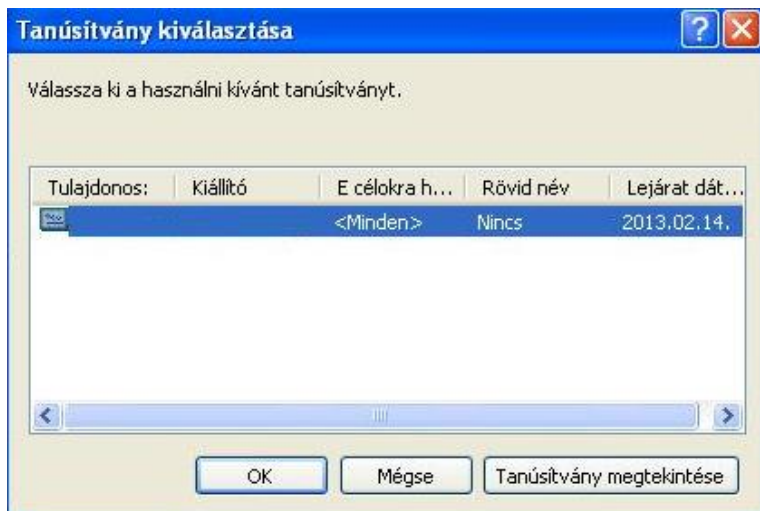 Tanúsítvány kiválasztása
Válassza ki a használni kívánt tanúsítványt.
Tulajdonos: Kiállító E célokra h... Rövid név Lejárat dát...
<Minden> Nincs 2013.02.14.
OK Mégse Tanúsítvány megtekintése